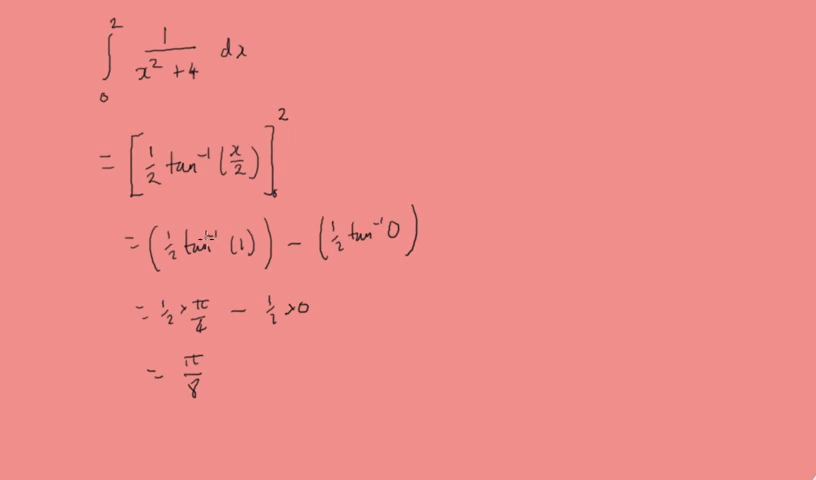 ∫₀² 1/(x² + 4) dx
= [½ tan⁻¹ (x/2)]₀²
= (½ tan⁻¹ (1)) − (½ tan⁻¹ 0)
= ½ × π/4 − ½ × 0
= π/8